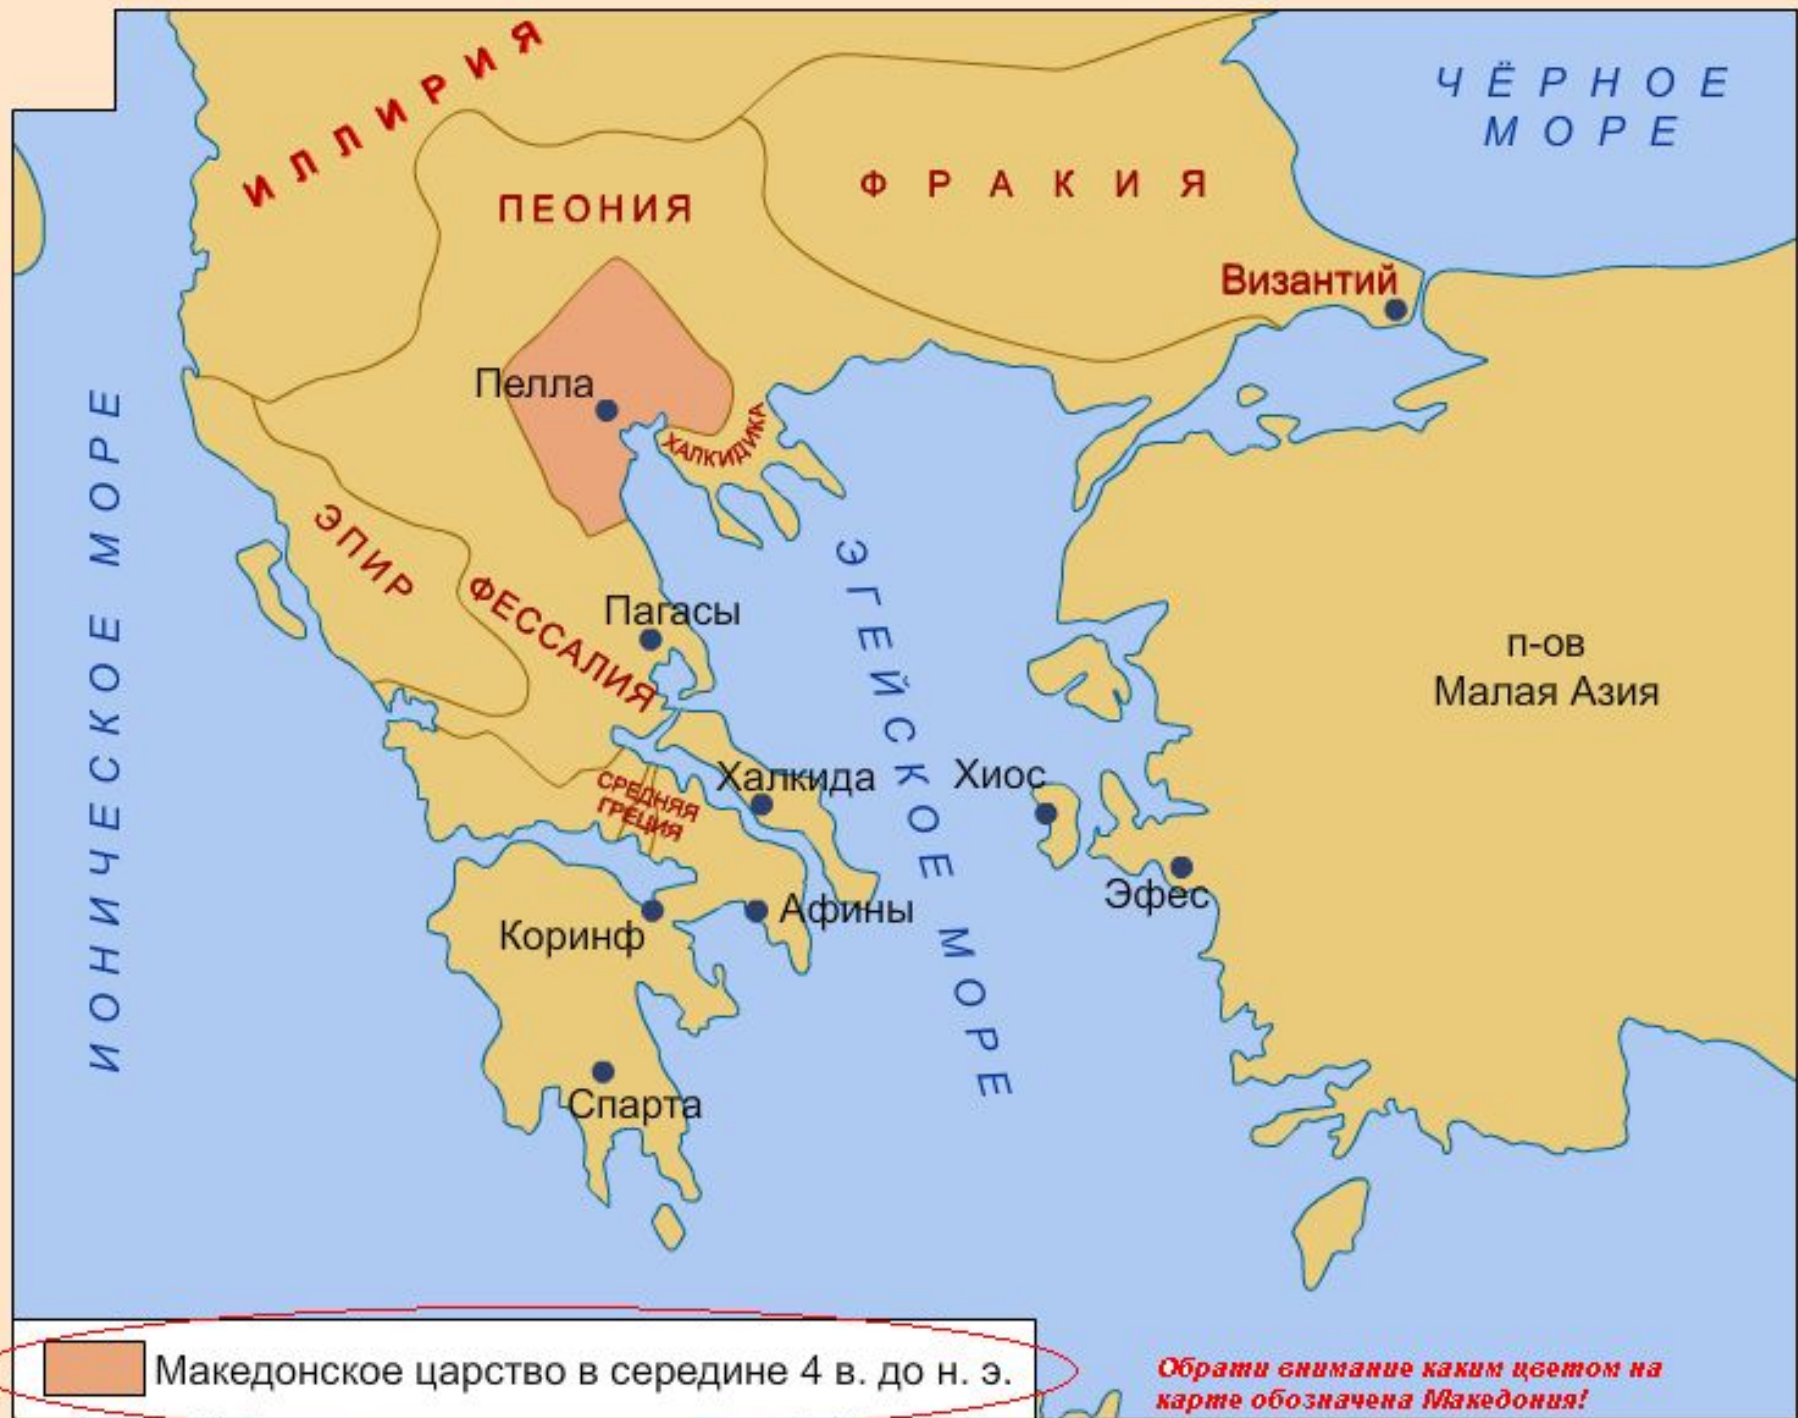 ИЛЛИРИЯ
ЧЁРНОЕ
МОРЕ
ПЕОНИЯ
ФРАКИЯ
Византий
Пелла
ХАЛКИДИКА
ИОНИЧЕСКОЕ МОРЕ
ЭПИР
ФЕССАЛИЯ
Пагасы
ЭГЕЙСКОЕ МОРЕ
п-ов
Малая Азия
Халкида
Хиос
СРЕДНЯЯ
ГРЕЦИЯ
Эфес
Афины
Коринф
Спарта
Македонское царство в середине 4 в. до н. э.
Обрати внимание каким цветом на
карте обозначена Македония!